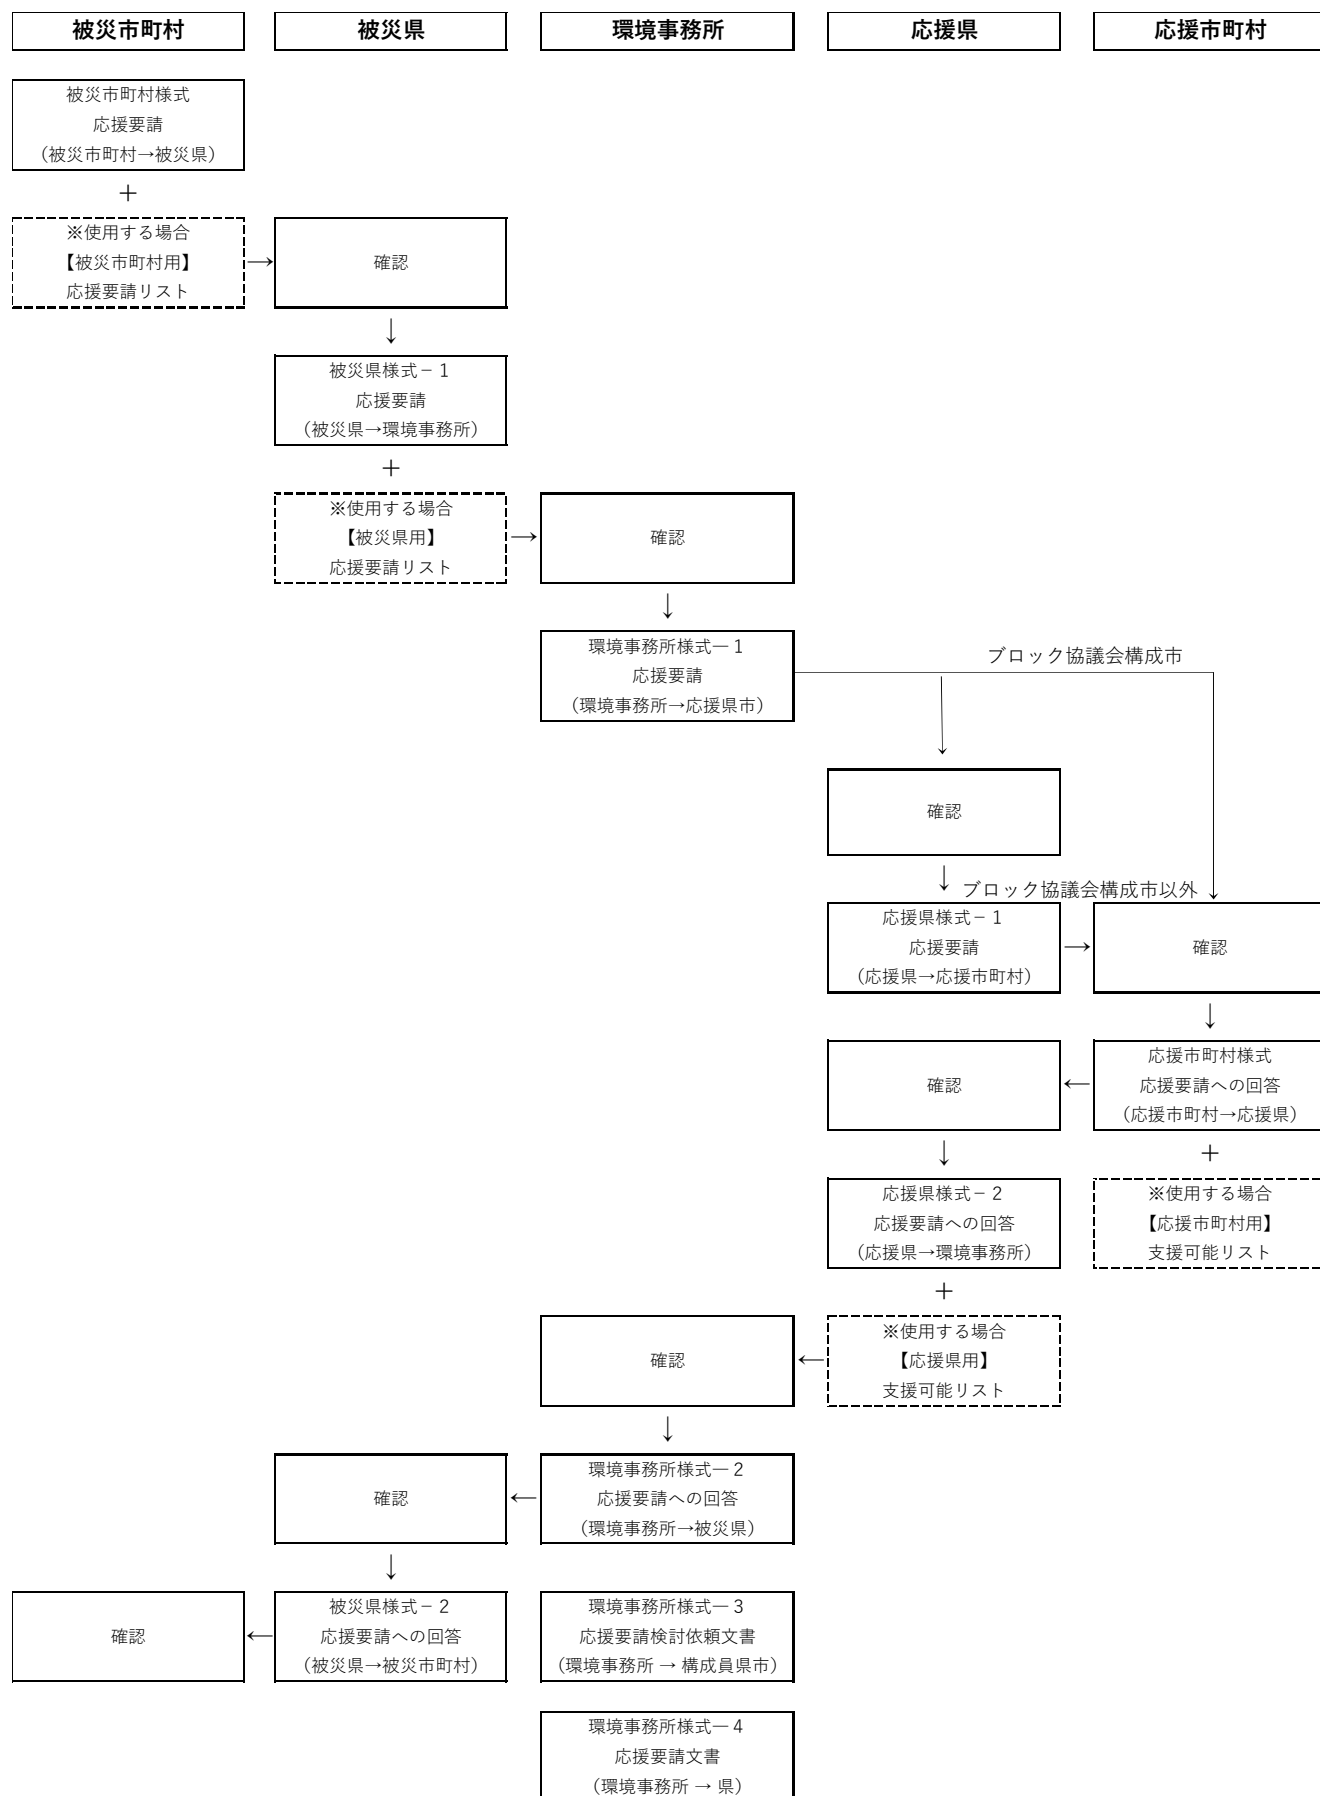 被災市町村
被災県
環境事務所
応援県
応援市町村
被災市町村様式
応援要請
（被災市町村→被災県）
＋
※使用する場合
【被災市町村用】
応援要請リスト
→
確認
↓
被災県様式－１
応援要請
（被災県→環境事務所）
＋
※使用する場合
【被災県用】
応援要請リスト
→
確認
↓
環境事務所様式―１
応援要請
（環境事務所→応援県市）
ブロック協議会構成市
確認
↓
ブロック協議会構成市以外
応援県様式－１
応援要請
（応援県→応援市町村）
→
確認
↓
応援市町村様式
応援要請への回答
（応援市町村→応援県）
←
確認
＋
※使用する場合
【応援市町村用】
支援可能リスト
↓
応援県様式－２
応援要請への回答
（応援県→環境事務所）
＋
※使用する場合
【応援県用】
支援可能リスト
←
確認
↓
環境事務所様式―２
応援要請への回答
（環境事務所→被災県）
←
確認
↓
被災県様式－２
応援要請への回答
（被災県→被災市町村）
←
確認
環境事務所様式―３
応援要請検討依頼文書
（環境事務所 → 構成員県市）
環境事務所様式―４
応援要請文書
（環境事務所 → 県）